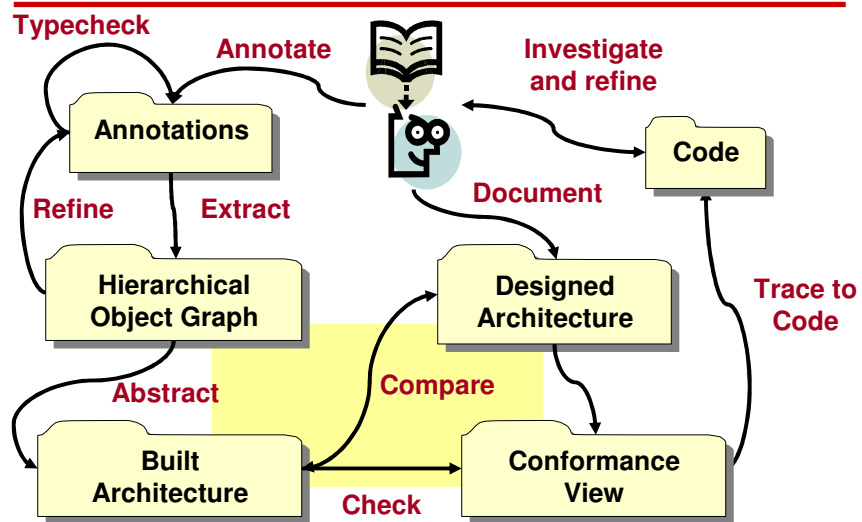 Typecheck
Annotate
Investigate
and refine
Annotations
Code
Refine
Extract
Document
Hierarchical
Object Graph
Designed
Architecture
Trace to
Code
Abstract
Compare
Built
Architecture
Conformance
View
Check